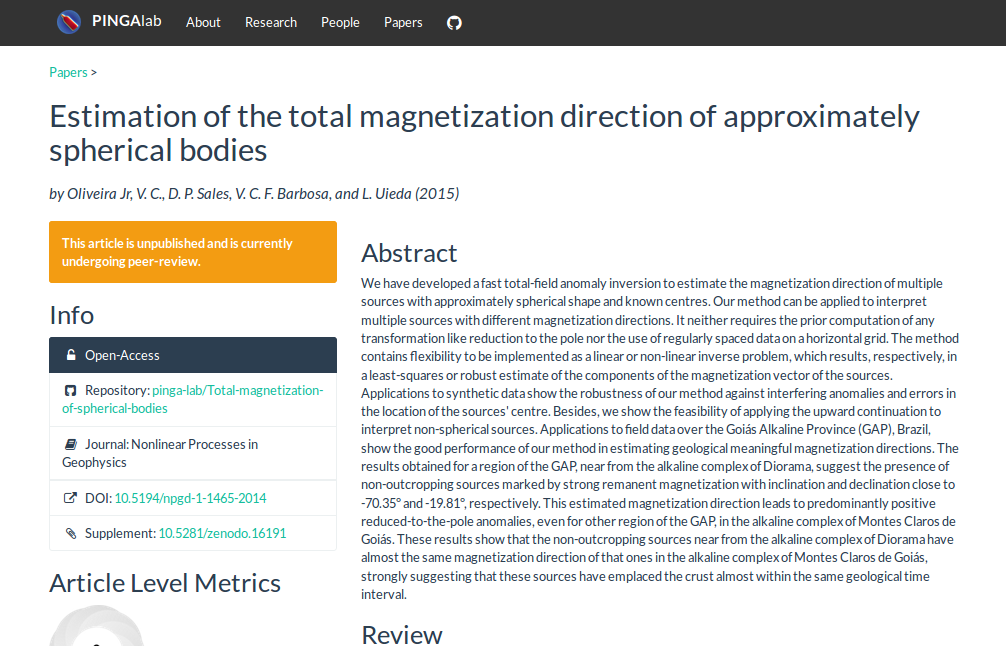 PINGAlab About Research People Papers
Papers >
Estimation of the total magnetization direction of approximately
spherical bodies
by Oliveira Jr, V. C., D. P. Sales, V. C. F. Barbosa, and L. Uieda (2015)
This article is unpublished and is currently
undergoing peer-review.
Info
Open-Access
Repository: pinga-lab/Total-magnetization-
of-spherical-bodies
Journal: Nonlinear Processes in
Geophysics
DOI: 10.5194/npgd-1-1465-2014
Supplement: 10.5281/zenodo.16191
Article Level Metrics
Abstract
We have developed a fast total-field anomaly inversion to estimate the magnetization direction of multiple
sources with approximately spherical shape and known centres. Our method can be applied to interpret
multiple sources with different magnetization directions. It neither requires the prior computation of any
transformation like reduction to the pole nor the use of regularly spaced data on a horizontal grid. The method
contains flexibility to be implemented as a linear or non-linear inverse problem, which results, respectively, in
a least-squares or robust estimate of the components of the magnetization vector of the sources.
Applications to synthetic data show the robustness of our method against interfering anomalies and errors in
the location of the sources' centre. Besides, we show the feasibility of applying the upward continuation to
interpret non-spherical sources. Applications to field data over the Goiás Alkaline Province (GAP), Brazil,
show the good performance of our method in estimating geological meaningful magnetization directions. The
results obtained for a region of the GAP, near from the alkaline complex of Diorama, suggest the presence of
non-outcropping sources marked by strong remanent magnetization with inclination and declination close to
-70.35° and -19.81°, respectively. This estimated magnetization direction leads to predominantly positive
reduced-to-the-pole anomalies, even for other region of the GAP, in the alkaline complex of Montes Claros de
Goiás. These results show that the non-outcropping sources near from the alkaline complex of Diorama have
almost the same magnetization direction of that ones in the alkaline complex of Montes Claros de Goiás,
strongly suggesting that these sources have emplaced the crust almost within the same geological time
interval.
Review